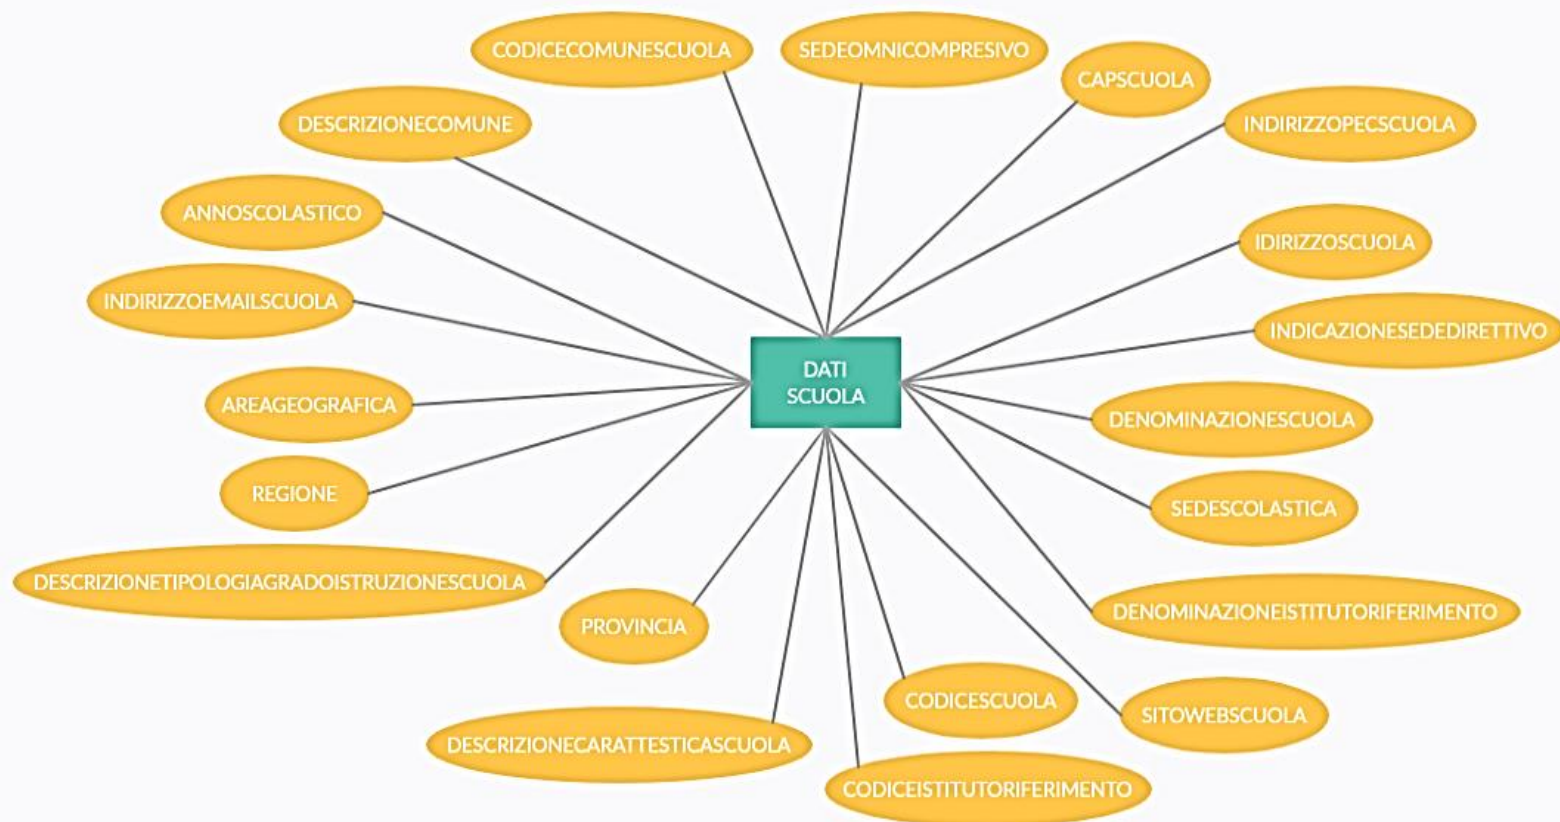 CODICECOMUNESCUOLA
SEDEOMNICOMPRESIVO
CAPSCUOLA
DESCRIZIONECOMUNE
INDIRIZZOPECSCUOLA
ANNOSCOLASTICO
IDIRIZZOSCUOLA
INDIRIZZOEMAILSCUOLA
INDICAZIONESEDEDIRETTIVO
DATI
SCUOLA
AREAGEOGRAFICA
DENOMINAZIONESCUOLA
REGIONE
SEDESCOLASTICA
DESCRIZIONETIPOLOGIAGRADOISTRUZIONESCUOLA
DENOMINAZIONEISTITUTORIFERIMENTO
PROVINCIA
CODICESCUOLA
SITOWEBSCUOLA
DESCRIZIONECARATTESTICASCUOLA
CODICEISTITUTORIFERIMENTO